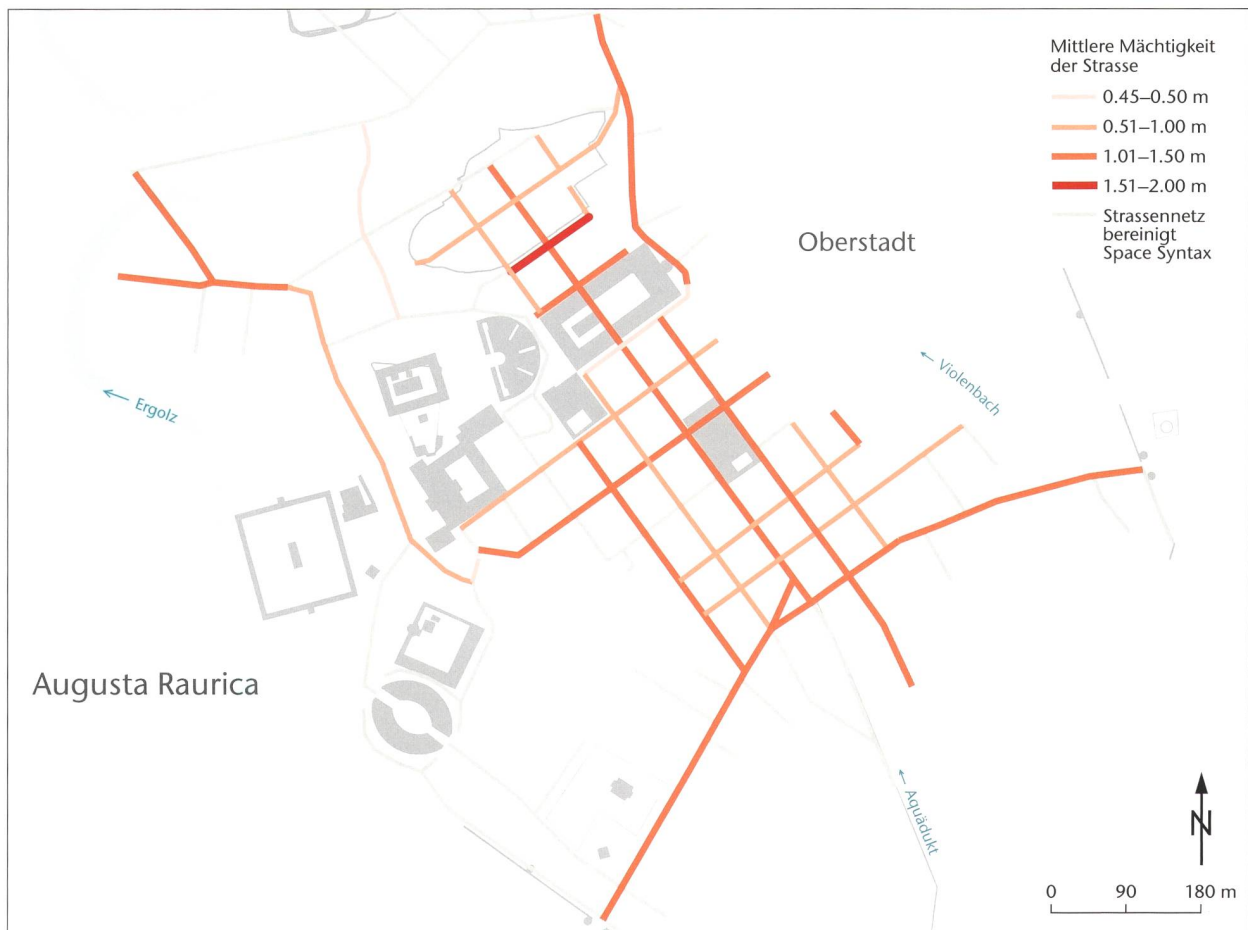 Mittlere Mächtigkeit
der Strasse
0.45–0.50 m
0.51–1.00 m
1.01–1.50 m
1.51–2.00 m
Strassennetz
bereinigt
Space Syntax
Oberstadt
Violenbach
Ergolz
Augusta Raurica
Aquädukt
N
0 90 180 m